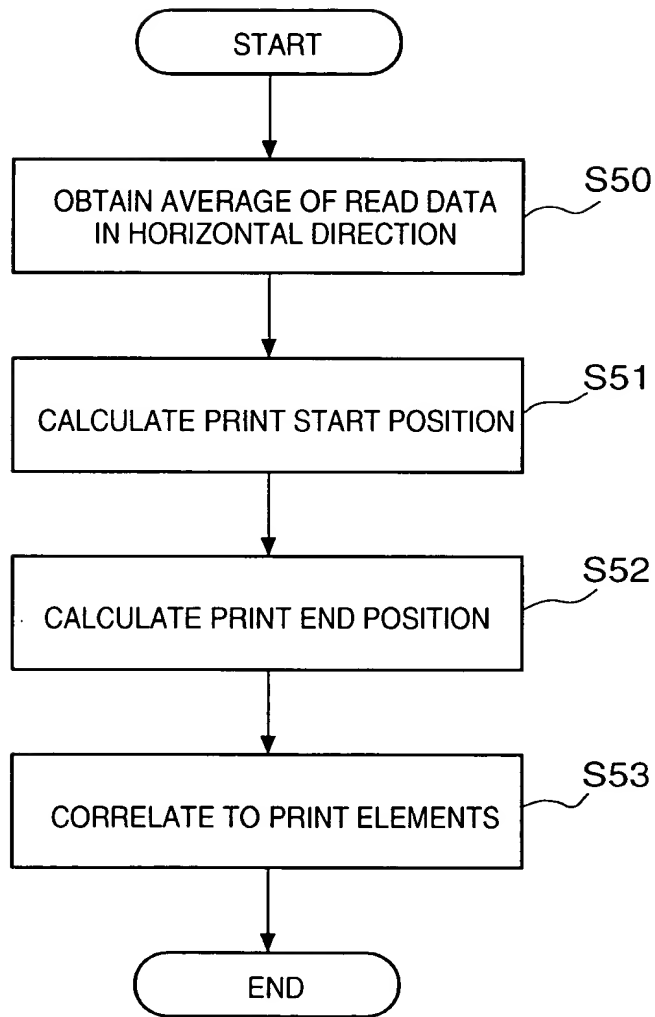 START
OBTAIN AVERAGE OF READ DATA
IN HORIZONTAL DIRECTION
S50
CALCULATE PRINT START POSITION
S51
CALCULATE PRINT END POSITION
S52
CORRELATE TO PRINT ELEMENTS
S53
END